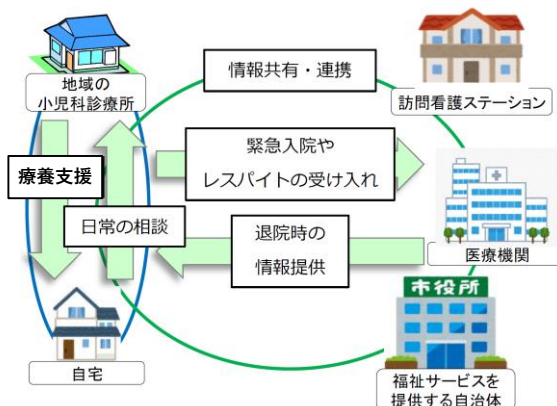 地域の
小児科診療所
情報共有・連携
訪問看護ステーション
緊急入院や
レスパイトの受け入れ
療養支援
日常の相談
退院時の
情報提供
医療機関
市役所
自宅
福祉サービスを
提供する自治体